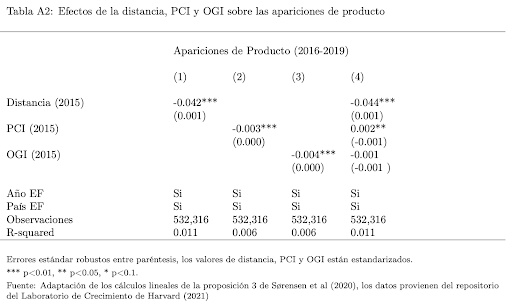 Tabla A2: Efectos de la distancia, PCI y OGI sobre las apariciones de producto
Apariciones de Producto (2016-2019)
(1) (2) (3) (4)
Distancia (2015) -0.042*** -0.044***
(0.001) (0.001)
PCI (2015) -0.003*** 0.002**
(0.000) (-0.001)
OGI (2015) -0.004*** -0.001
(0.000) (-0.001 )
Año EF Si Si Si Si
País EF Si Si Si Si
Observaciones 532,316 532,316 532,316 532,316
R-squared 0.011 0.006 0.006 0.011
Errores estándar robustos entre paréntesis, los valores de distancia, PCI y OGI están estandarizados.
*** p<0.01, ** p<0.05, * p<0.1.
Fuente: Adaptación de los cálculos lineales de la proposición 3 de Sørensen et al (2020), los datos provienen del repositorio
del Laboratorio de Crecimiento de Harvard (2021)